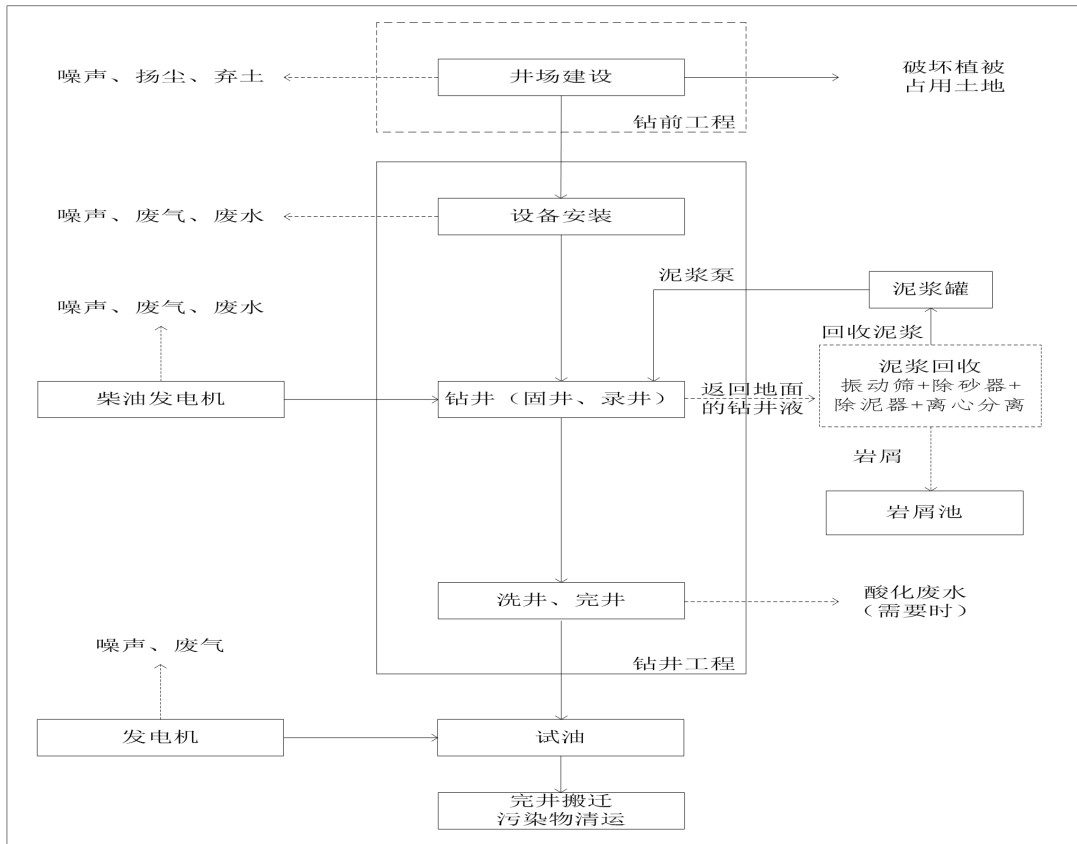 噪声、扬尘、弃土
井场建设
破坏植被
占用土地
钻前工程
噪声、废气、废水
设备安装
泥浆泵
泥浆罐
噪声、废气、废水
回收泥浆
泥浆回收
振动筛+除砂器+
除泥器+离心分离
柴油发电机
钻井（固井、录井）
返回地面
的钻井液
岩屑
岩屑池
洗井、完井
酸化废水
（需要时）
噪声、废气
钻井工程
发电机
试油
完井搬迁
污染物清运